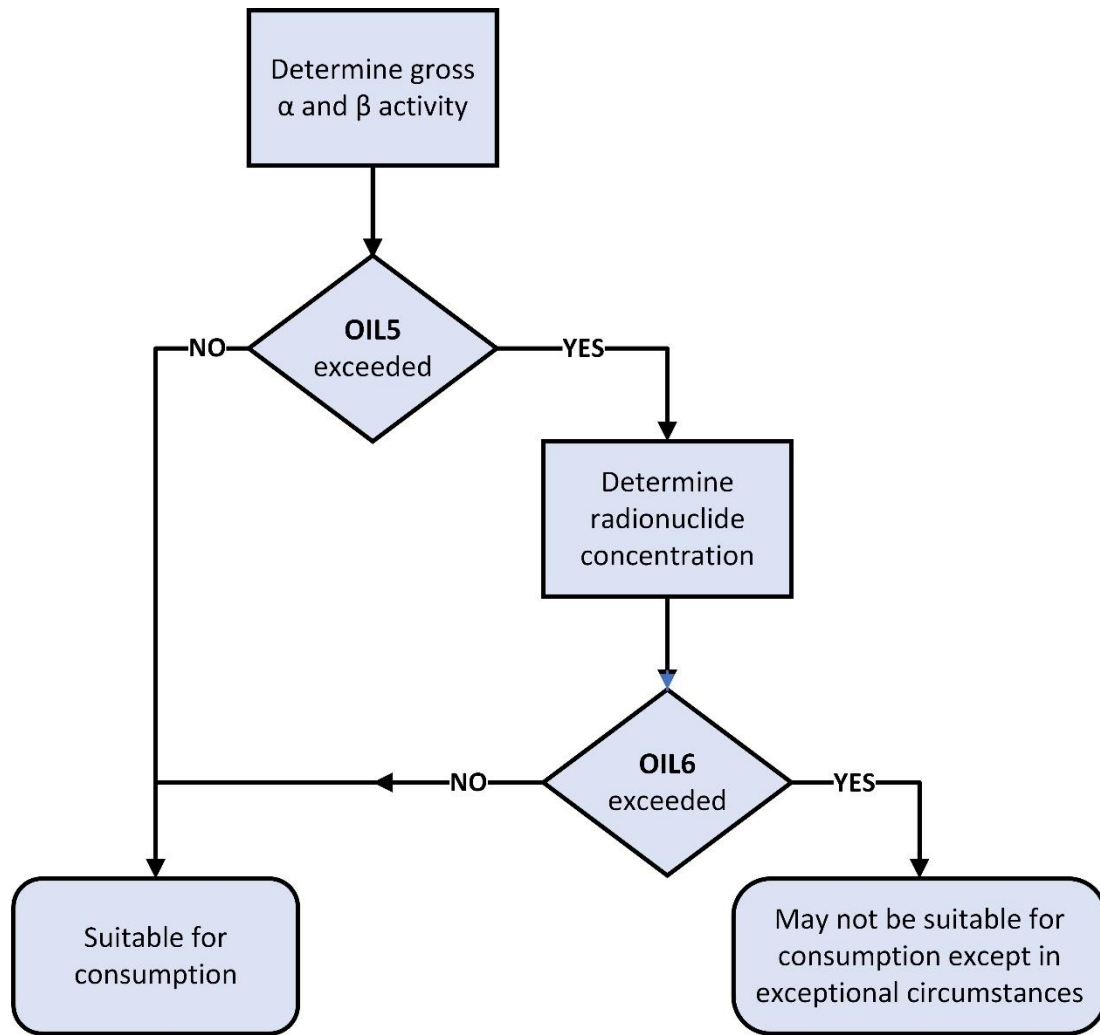 Determine gross
α and β activity
OIL5
exceeded
NO
YES
Determine
radionuclide
concentration
OIL6
exceeded
NO
YES
Suitable for
consumption
May not be suitable for
consumption except in
exceptional circumstances